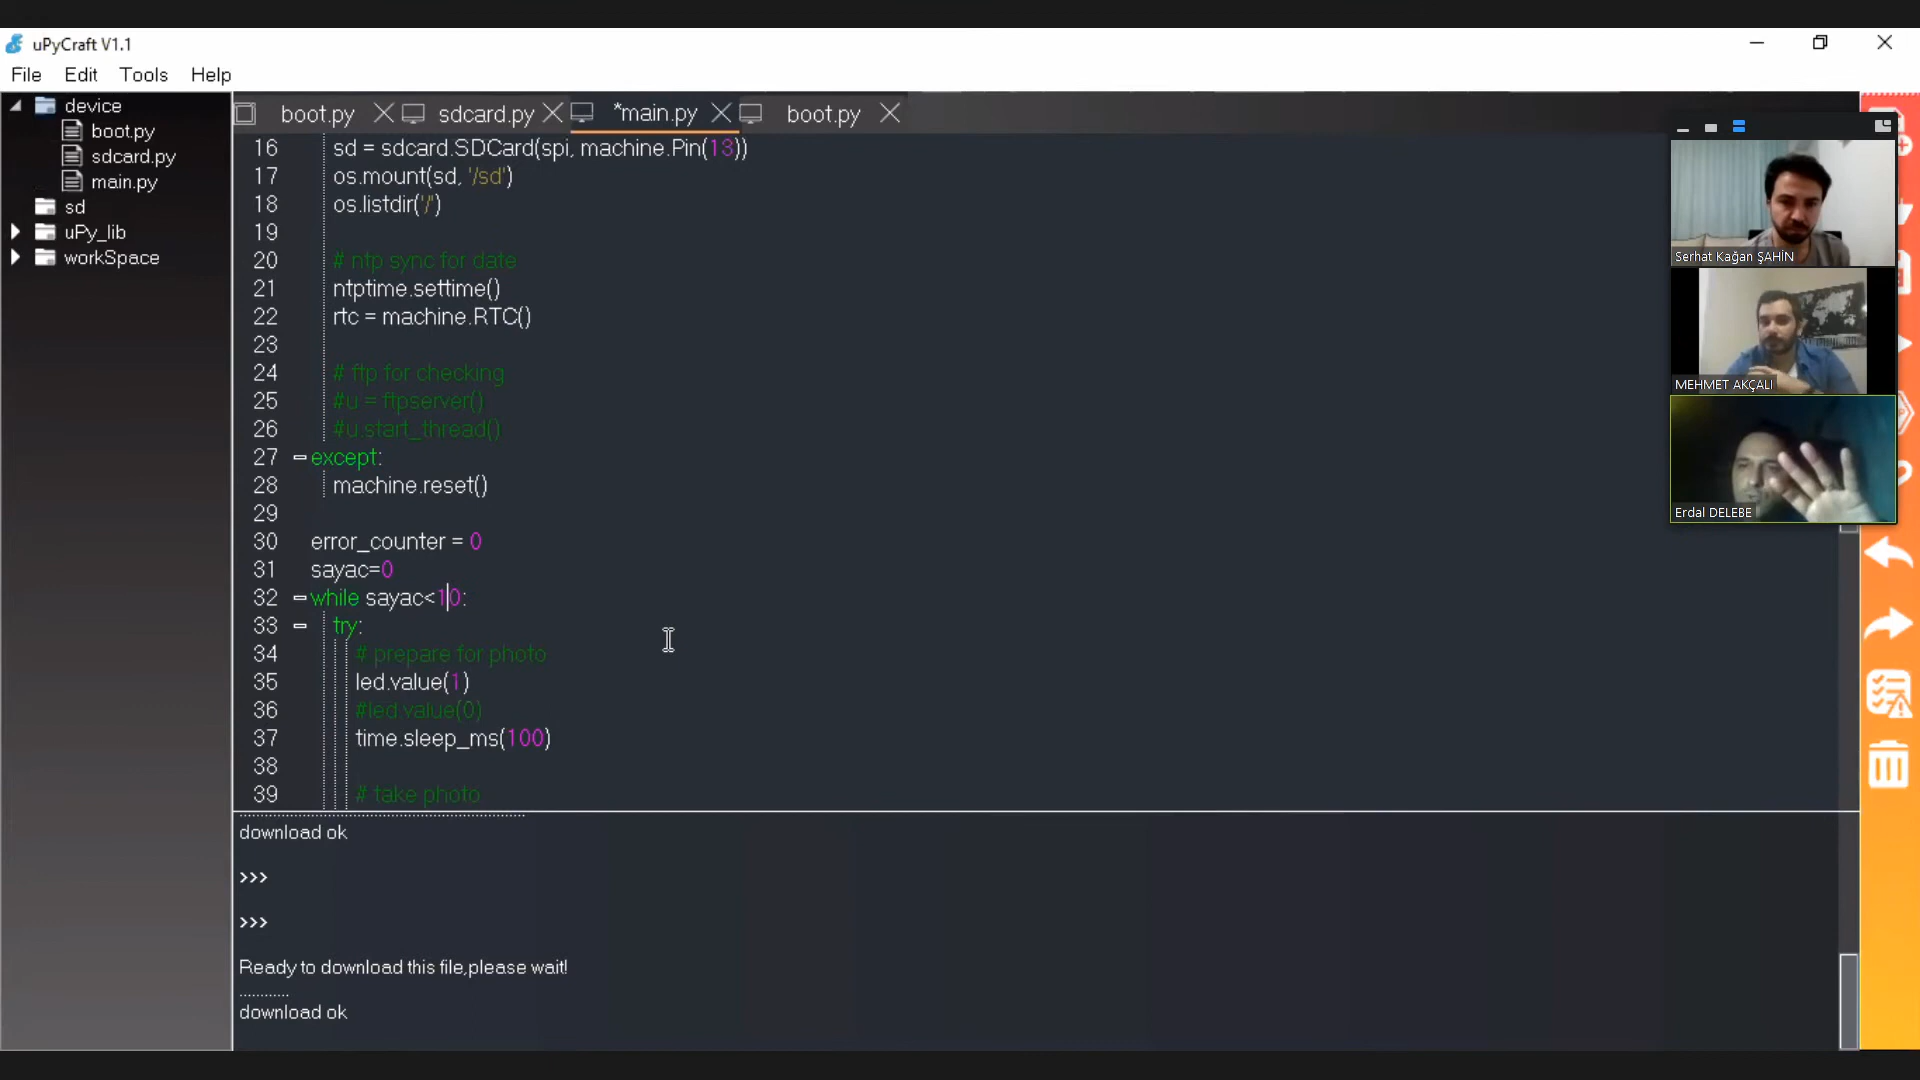 uPyCraft V1.1
File Edit Tools Help
device
boot.py
sdcard.py
main.py
sd
uPy_lib
workSpace
boot.py sdcard.py *main.py boot.py
16 sd = sdcard.SDCard(spi, machine.Pin(13))
17 os.mount(sd, '/sd')
18 os.listdir('/')
19
20 # ntp sync for date
21 ntptime.settime()
22 rtc = machine.RTC()
23
24 # ftp for checking
25 #u = ftpserver()
26 #u.start_thread()
27 except:
28 machine.reset()
29
30 error_counter = 0
31 sayac=0
32 while sayac<10:
33 try:
34 # prepare for photo
35 led.value(1)
36 #led.value(0)
37 time.sleep_ms(100)
38
39 # take photo
download ok
>>>
>>>
Ready to download this file,please wait!
............
download ok
Serhat Kağan ŞAHİN
MEHMET AKÇALI
Erdal DELEBE